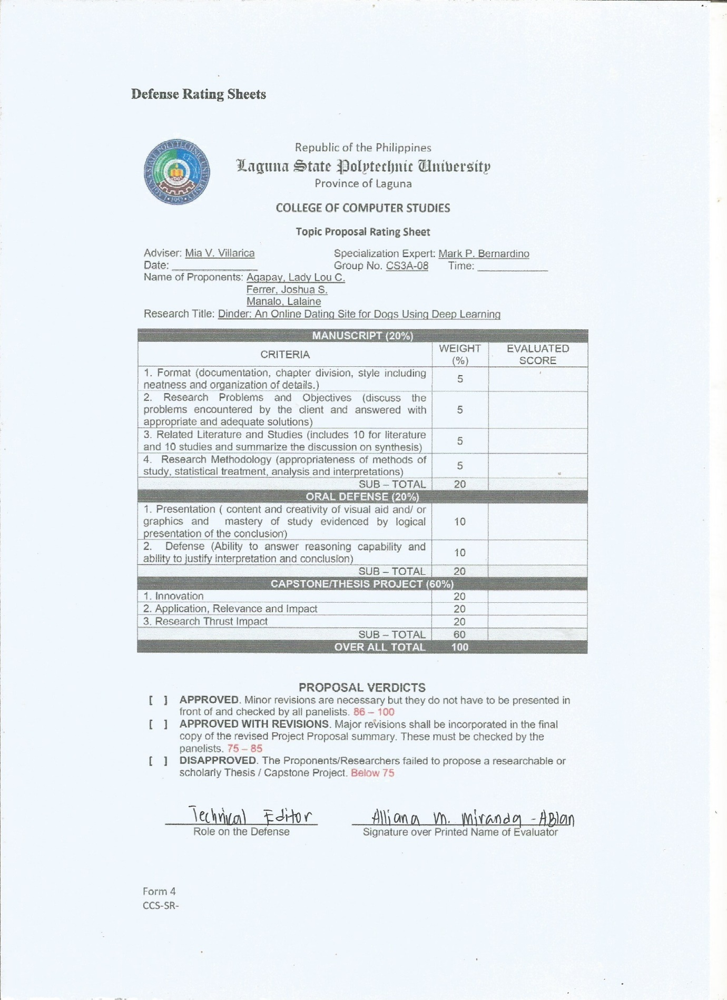 Defense Rating Sheets
LAGUNA STATE POLYTECHNIC UNIVERSITY
• 1952 •
Republic of the Philippines
Laguna State Polytechnic University
Province of Laguna
COLLEGE OF COMPUTER STUDIES
Topic Proposal Rating Sheet
Adviser: Mia V. Villarica Specialization Expert: Mark P. Bernardino
Date: Group No. CS3A-08 Time:
Name of Proponents: Agapay, Lady Lou C.
Ferrer, Joshua S.
Manalo, Lalaine
Research Title: Dinder: An Online Dating Site for Dogs Using Deep Learning
MANUSCRIPT (20%)
CRITERIA WEIGHT (%) EVALUATED SCORE
1. Format (documentation, chapter division, style including
neatness and organization of details.) 5
2. Research Problems and Objectives (discuss the
problems encountered by the client and answered with 5
appropriate and adequate solutions)
3. Related Literature and Studies (includes 10 for literature
and 10 studies and summarize the discussion on synthesis) 5
4. Research Methodology (appropriateness of methods of
study, statistical treatment, analysis and interpretations) 5
SUB – TOTAL 20
ORAL DEFENSE (20%)
1. Presentation ( content and creativity of visual aid and/ or
graphics and mastery of study evidenced by logical 10
presentation of the conclusion)
2. Defense (Ability to answer reasoning capability and
ability to justify interpretation and conclusion) 10
SUB – TOTAL 20
CAPSTONE/THESIS PROJECT (60%)
1. Innovation 20
2. Application, Relevance and Impact 20
3. Research Thrust Impact 20
SUB – TOTAL 60
OVER ALL TOTAL 100
PROPOSAL VERDICTS
[ ] APPROVED. Minor revisions are necessary but they do not have to be presented in
front of and checked by all panelists. 86 – 100
[ ] APPROVED WITH REVISIONS. Major revisions shall be incorporated in the final
copy of the revised Project Proposal summary. These must be checked by the
panelists. 75 – 85
[ ] DISAPPROVED. The Proponents/Researchers failed to propose a researchable or
scholarly Thesis / Capstone Project. Below 75
Technical Editor Alliana M. Miranda - Ablan
Role on the Defense Signature over Printed Name of Evaluator
Form 4
CCS-SR-